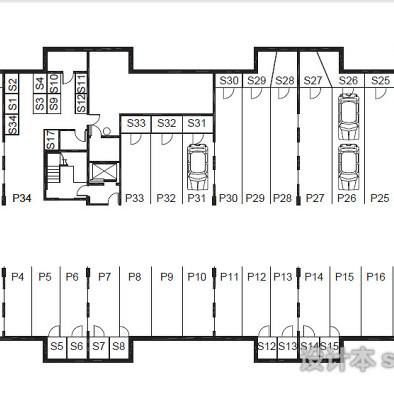 S2 S4 S10 S30 S29 S28 S27 S26 S25
S1 S3 S9 S12 S11
S34 S33 S32 S31
S17
P34 P33 P32 P31 P30 P29 P28 P27 P26 P25
P4 P5 P6 P7 P8 P9 P10 P11 P12 P13 P14 P15 P16
S5 S6 S7 S8 S12 S13 S14 S15
设计本 s